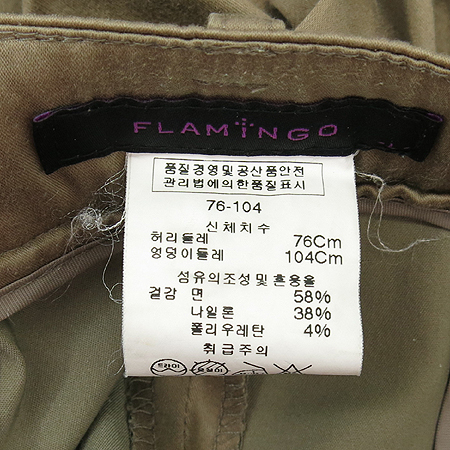 FLAMINGO
품질경영및공산품안전
관리법에의한품질표시
76-104
신체치수
허리둘레 76Cm
엉덩이둘레 104Cm
섬유의조성및혼용율
겉감 면 58%
나일론 38%
폴리우레탄 4%
취급주의
드라이